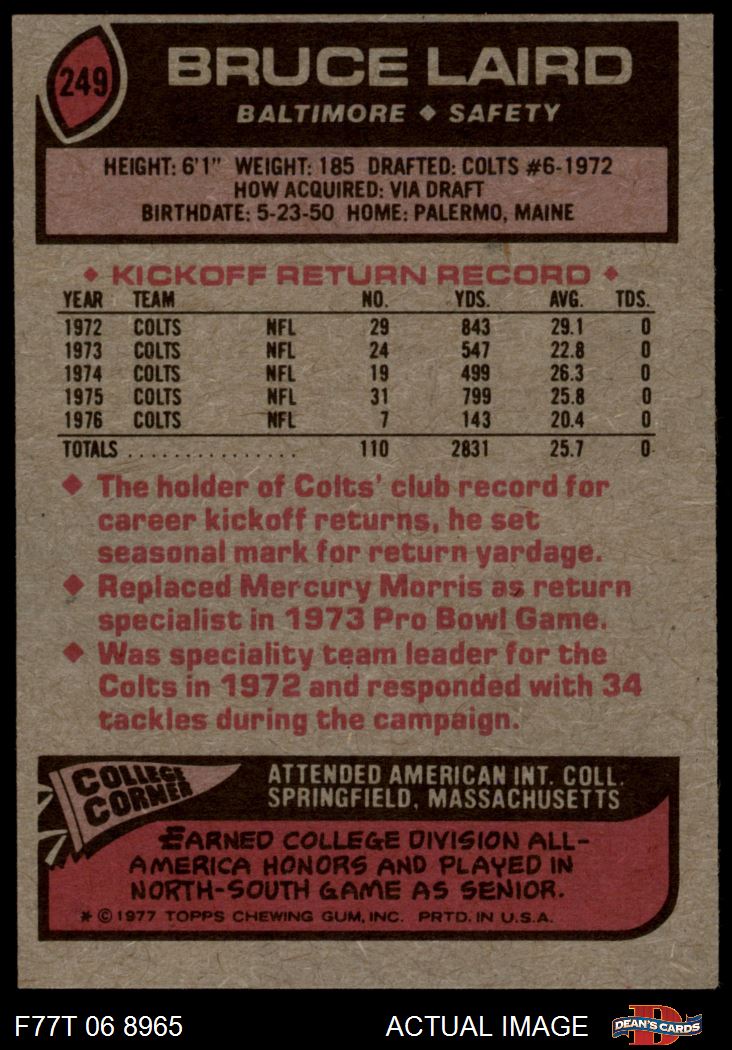 249
BRUCE LAIRD
BALTIMORE ◆ SAFETY
HEIGHT: 6'1" WEIGHT: 185 DRAFTED: COLTS #6-1972
HOW ACQUIRED: VIA DRAFT
BIRTHDATE: 5-23-50 HOME: PALERMO, MAINE
◆ KICKOFF RETURN RECORD ◆
YEAR TEAM NO. YDS. AVG. TDS.
1972 COLTS NFL 29 843 29.1 0
1973 COLTS NFL 24 547 22.8 0
1974 COLTS NFL 19 499 26.3 0
1975 COLTS NFL 31 799 25.8 0
1976 COLTS NFL 7 143 20.4 0
TOTALS . . . . . . . . . . . . . . . 110 2831 25.7 0
◆ The holder of Colts' club record for
career kickoff returns, he set
seasonal mark for return yardage.
◆ Replaced Mercury Morris as return
specialist in 1973 Pro Bowl Game.
◆ Was speciality team leader for the
Colts in 1972 and responded with 34
tackles during the campaign.
COLLEGE
CORNER
ATTENDED AMERICAN INT. COLL.
SPRINGFIELD, MASSACHUSETTS
EARNED COLLEGE DIVISION ALL-
AMERICA HONORS AND PLAYED IN
NORTH-SOUTH GAME AS SENIOR.
* © 1977 TOPPS CHEWING GUM, INC. PRTD. IN U.S.A.
F77T 06 8965 ACTUAL IMAGE
D
DEAN'S CARDS